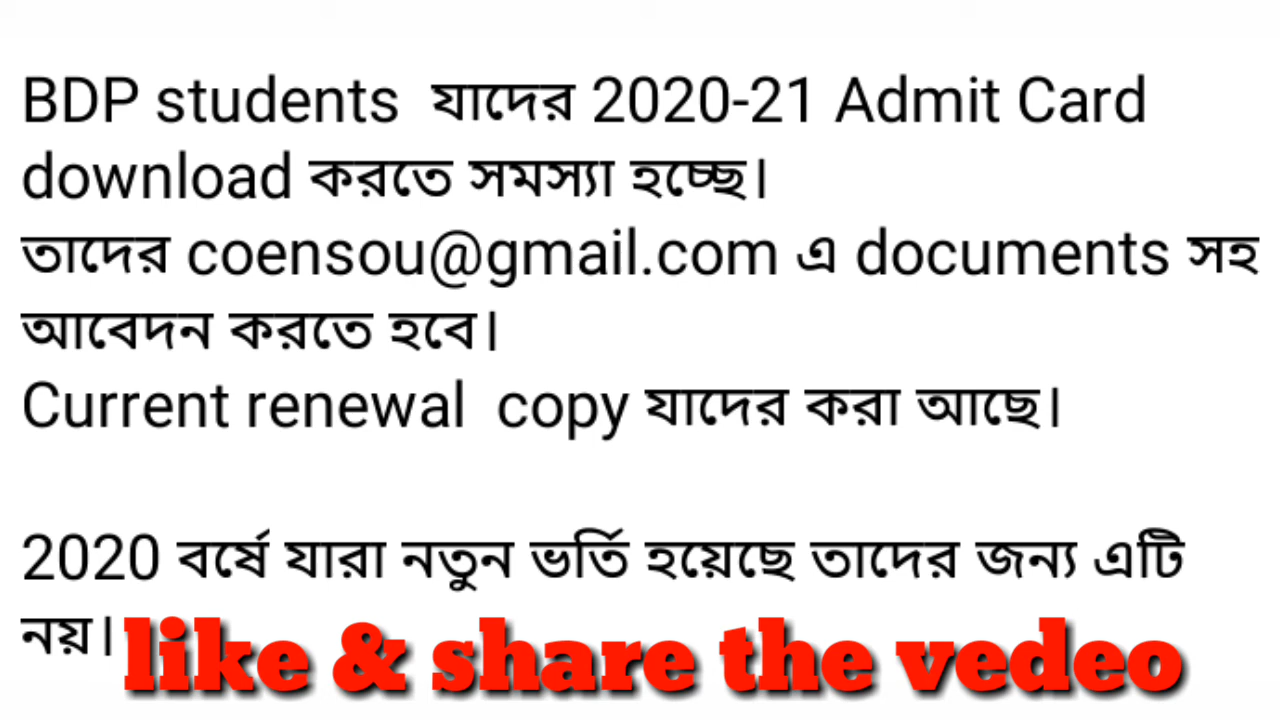 BDP students যাদের 2020-21 Admit Card
download করতে সমস্যা হচ্ছে।
তাদের coensou@gmail.com এ documents সহ
আবেদন করতে হবে।
Current renewal copy যাদের করা আছে।
2020 বর্ষে যারা নতুন ভর্তি হয়েছে তাদের জন্য এটি
নয়।
like & share the vedeo